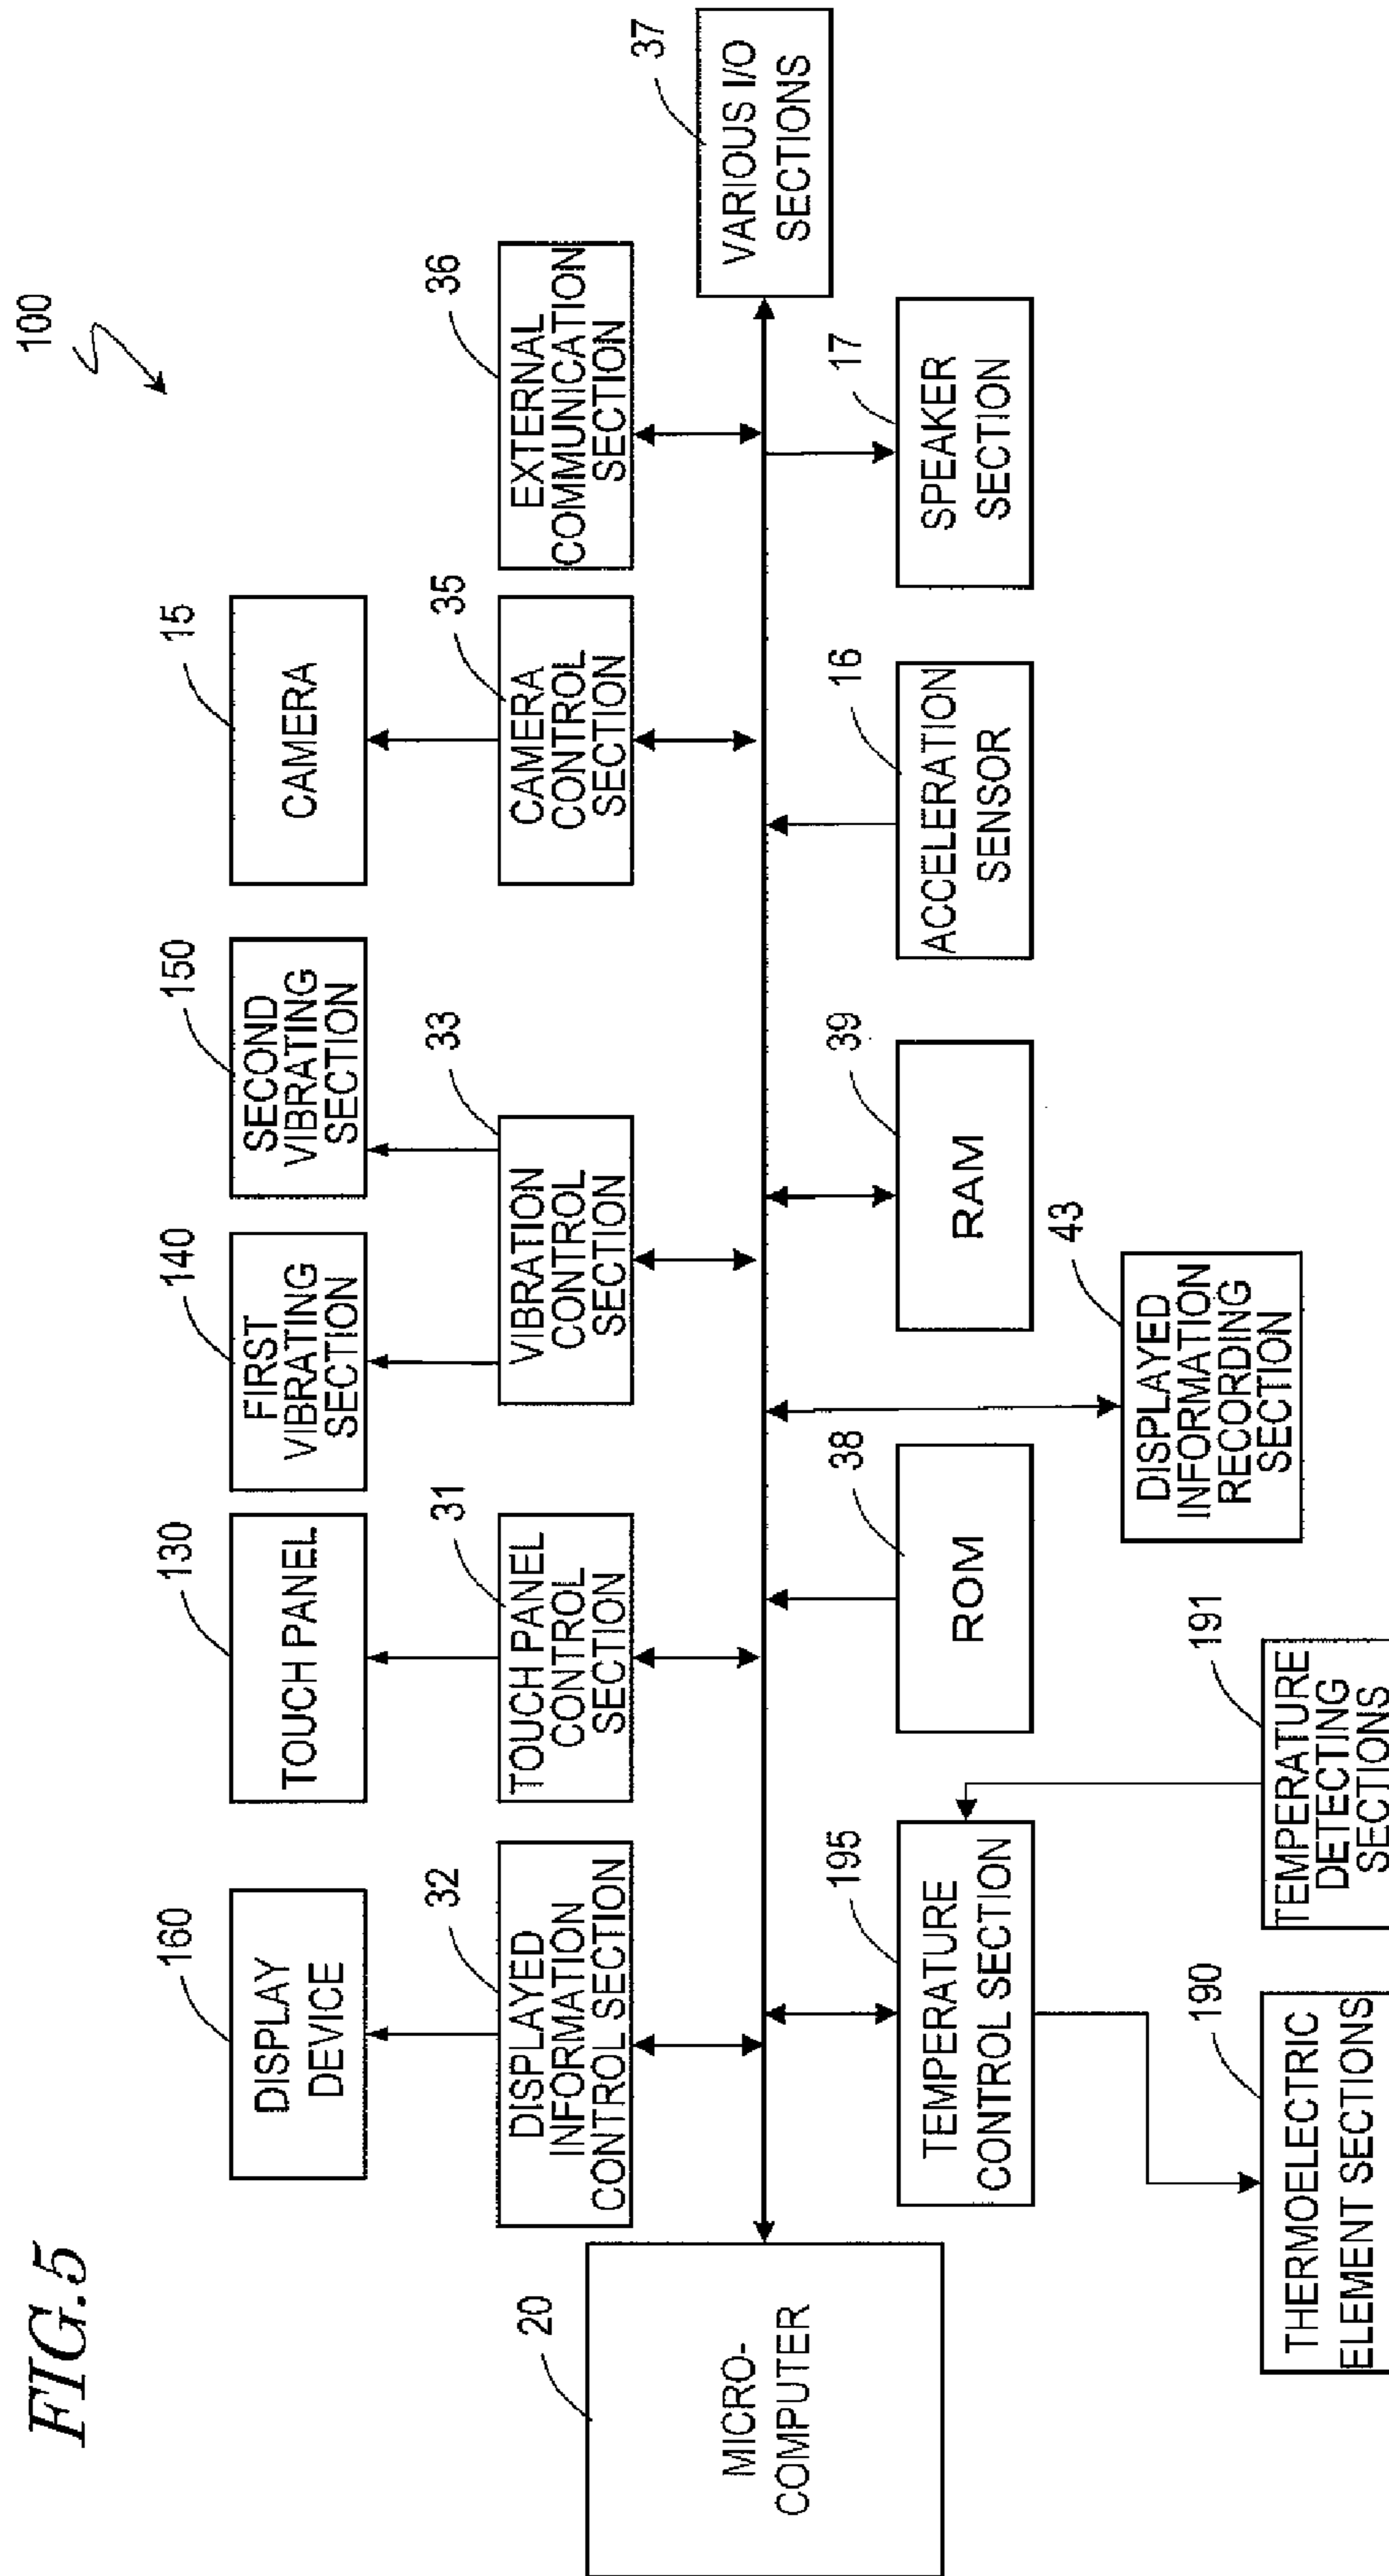 FIG.5
100
160
DISPLAY
DEVICE
130
TOUCH PANEL
140
FIRST
VIBRATING
SECTION
150
SECOND
VIBRATING
SECTION
15
CAMERA
32
DISPLAYED
INFORMATION
CONTROL SECTION
31
TOUCH PANEL
CONTROL
SECTION
33
VIBRATION
CONTROL
SECTION
35
CAMERA
CONTROL
SECTION
36
EXTERNAL
COMMUNICATION
SECTION
20
MICRO-
COMPUTER
37
VARIOUS I/O
SECTIONS
195
TEMPERATURE
CONTROL SECTION
38
ROM
39
RAM
16
ACCELERATION
SENSOR
17
SPEAKER
SECTION
43
DISPLAYED
INFORMATION
RECORDING
SECTION
190
THERMOELECTRIC
ELEMENT SECTIONS
191
TEMPERATURE
DETECTING
SECTIONS